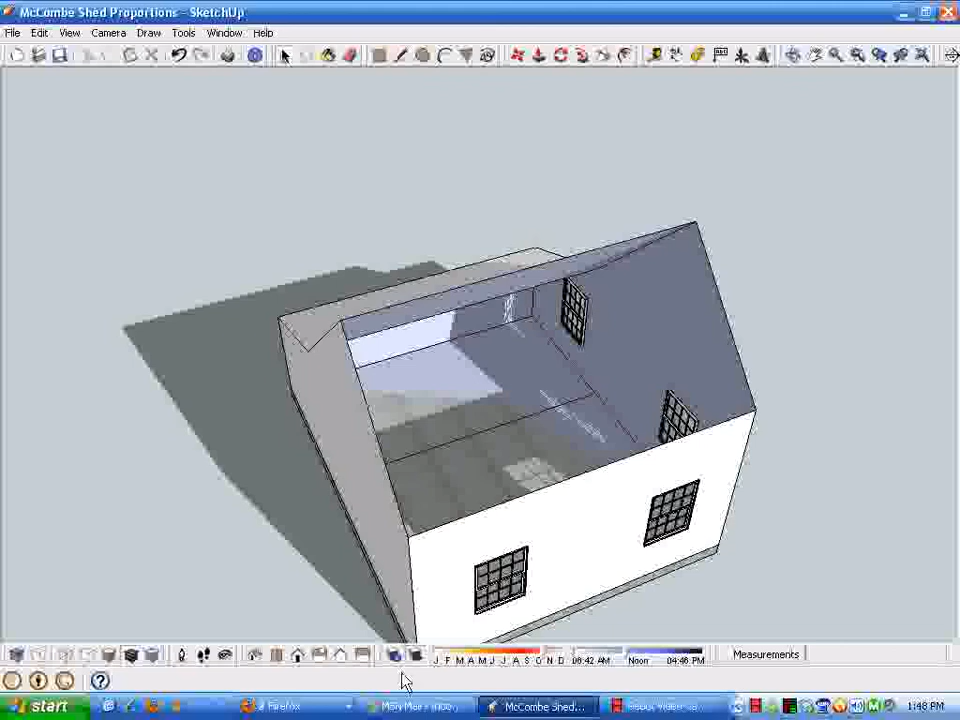 McCombe Shed Proportions - SketchUp
File Edit View Camera Draw Tools Window Help
J F M A M J J A S O N D 06:42 AM Noon 04:46 PM Measurements
start Firefox McCombe Shed... 1:48 PM